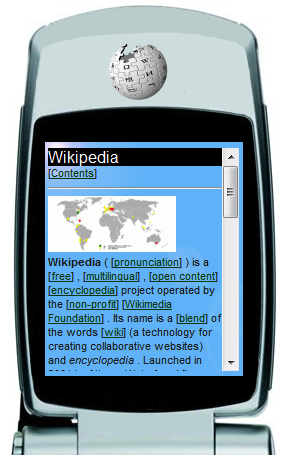 Wikipedia
[Contents]
Wikipedia ( [pronunciation] ) is a
[free] , [multilingual] , [open content]
[encyclopedia] project operated by
the [non-profit] [Wikimedia
Foundation] . Its name is a [blend] of
the words [wiki] (a technology for
creating collaborative websites)
and encyclopedia . Launched in